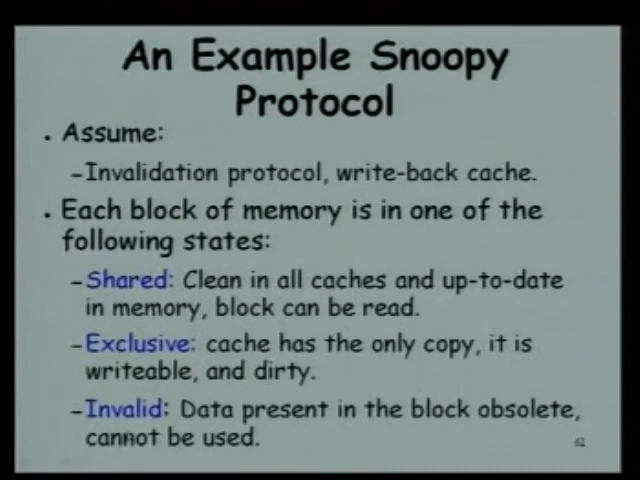 An Example Snoopy
Protocol
• Assume:
–Invalidation protocol, write-back cache.
• Each block of memory is in one of the
following states:
–Shared: Clean in all caches and up-to-date
in memory, block can be read.
–Exclusive: cache has the only copy, it is
writeable, and dirty.
–Invalid: Data present in the block obsolete,
cannot be used.
62